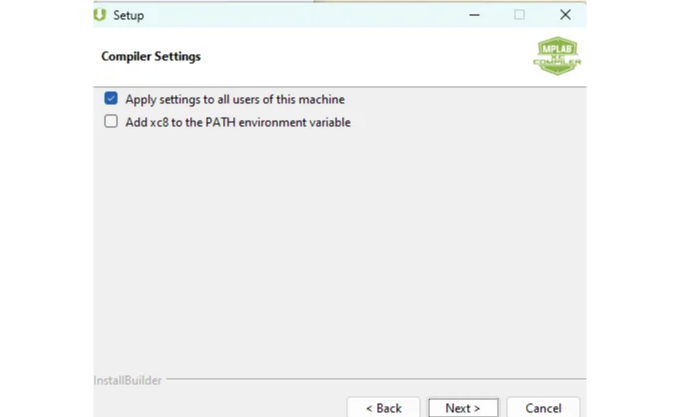 Setup
Compiler Settings
MPLAB
XC
COMPILER
Apply settings to all users of this machine
Add xc8 to the PATH environment variable
InstallBuilder
< Back
Next >
Cancel